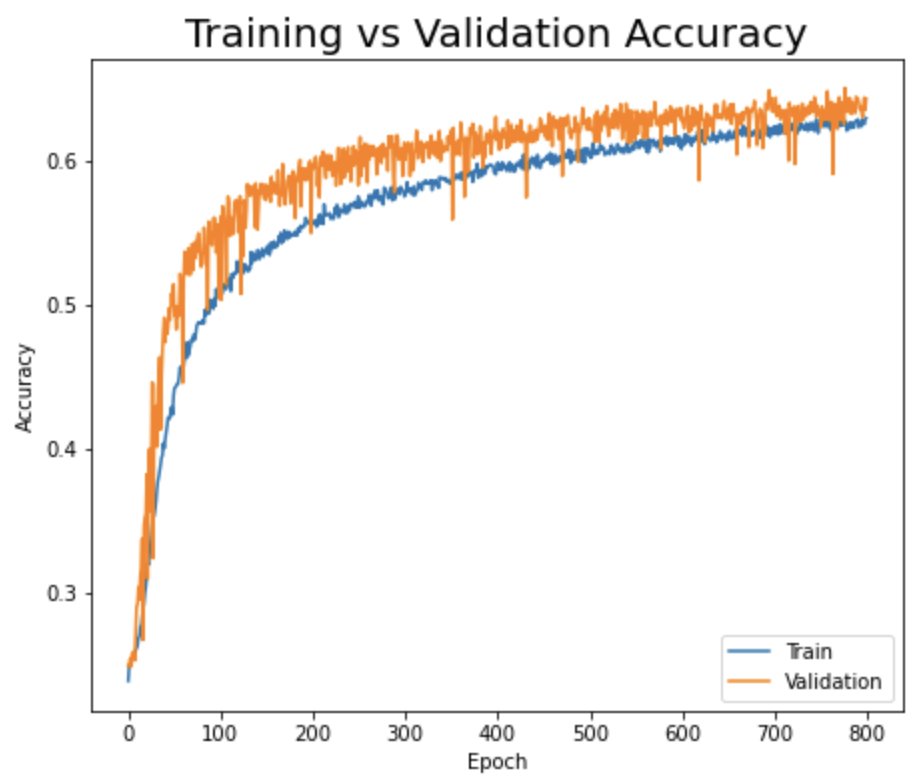 Training vs Validation Accuracy
0.6
0.5
0.4
0.3
Accuracy
0 100 200 300 400 500 600 700 800
Epoch
Train
Validation